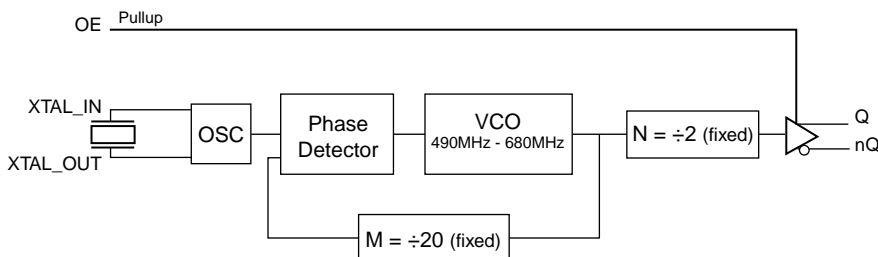 OE Pullup
XTAL_IN
OSC
XTAL_OUT
Phase
Detector
VCO
490MHz - 680MHz
N = ÷2 (fixed)
Q
nQ
M = ÷20 (fixed)